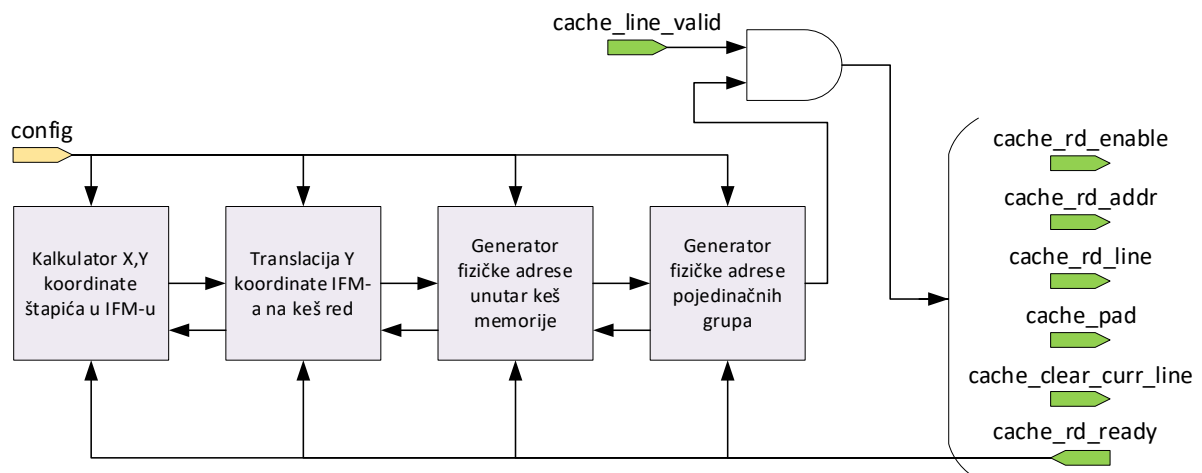 cache_line_valid
config
Kalkulator X,Y
koordinate
štapića u IFM-u
Translacija Y
koordinate IFM-
a na keš red
Generator
fizičke adrese
unutar keš
memorije
Generator
fizičke adrese
pojedinačnih
grupa
cache_rd_enable
cache_rd_addr
cache_rd_line
cache_pad
cache_clear_curr_line
cache_rd_ready